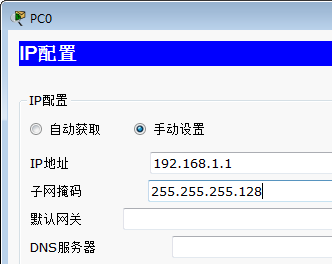 PC0
IP配置
IP配置
自动获取 手动设置
IP地址 192.168.1.1
子网掩码 255.255.255.128
默认网关
DNS服务器